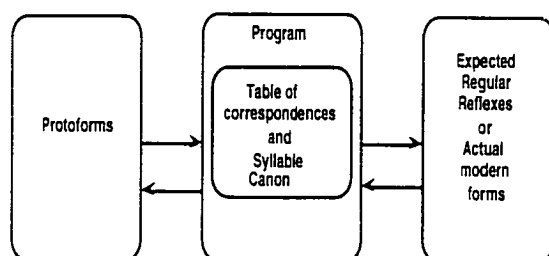 Protoforms
Program
Table of
correspondences
and
Syllable
Canon
Expected
Regular
Reflexes
or
Actual
modern
forms